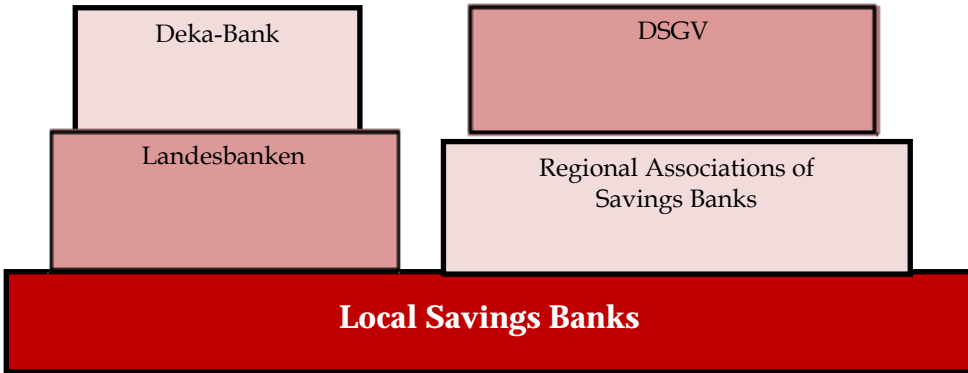 Deka-Bank
DSGV
Landesbanken
Regional Associations of
Savings Banks
Local Savings Banks